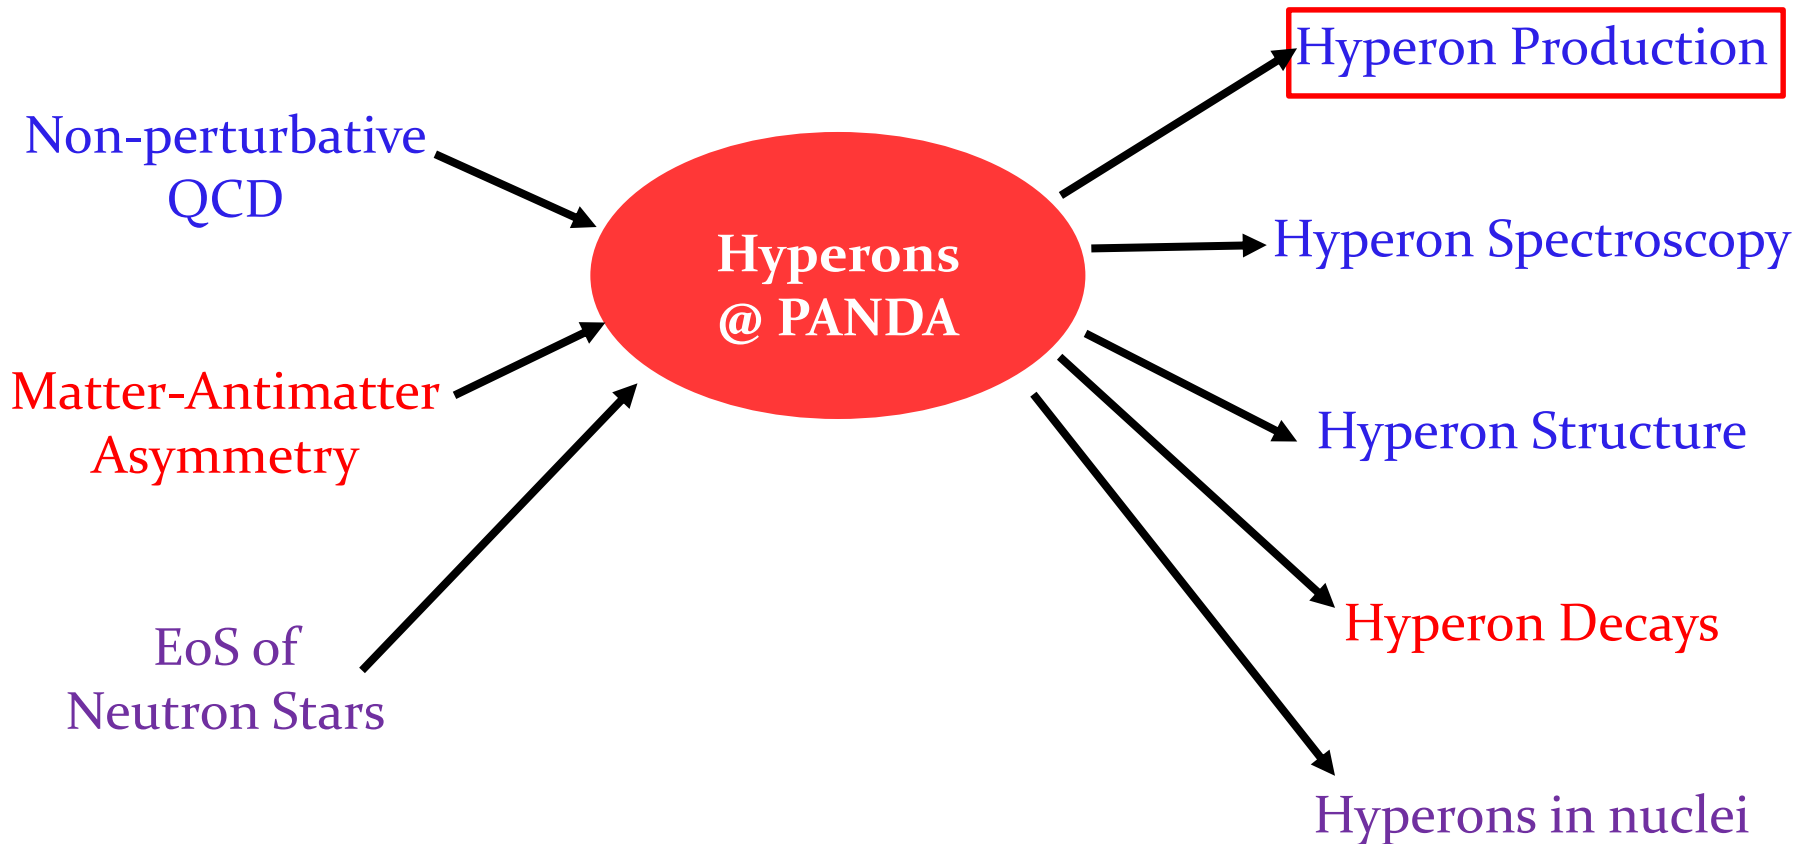 Non-perturbative
QCD
Matter-Antimatter
Asymmetry
EoS of
Neutron Stars
Hyperons
@ PANDA
Hyperon Production
Hyperon Spectroscopy
Hyperon Structure
Hyperon Decays
Hyperons in nuclei